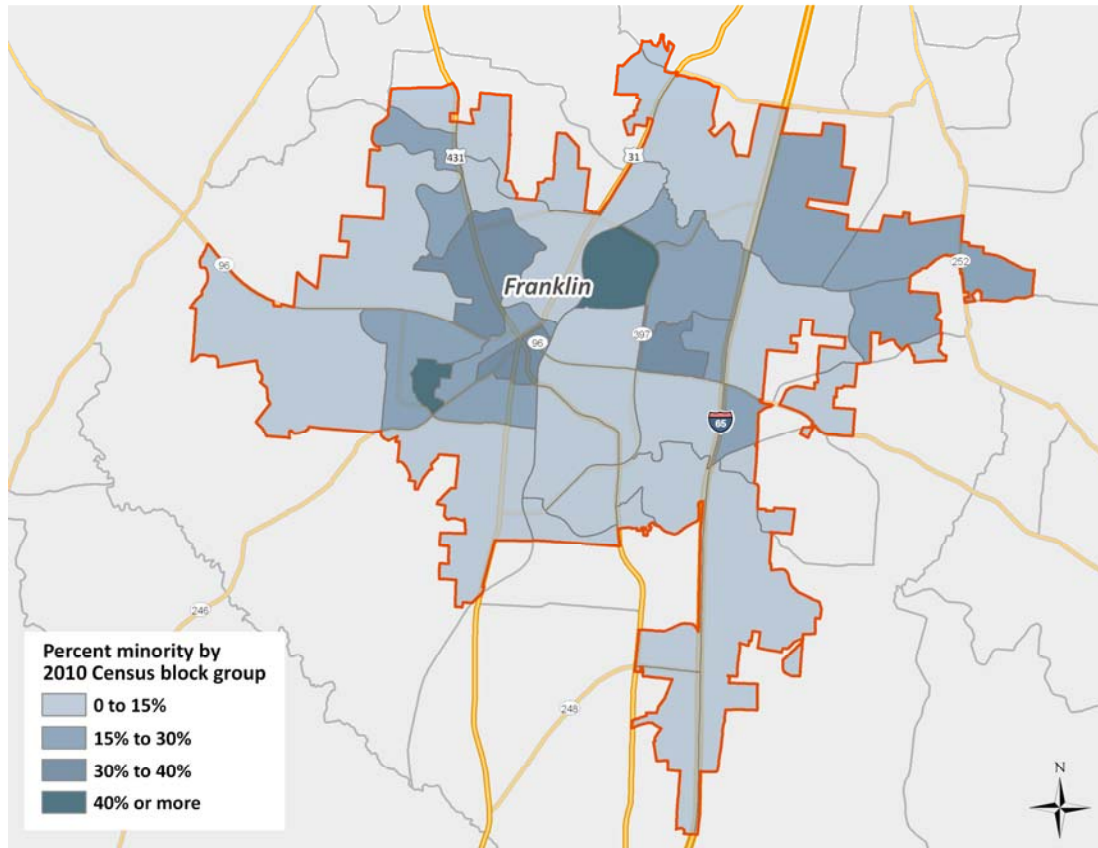 431
31
96
252
Franklin
96
397
65
246
248
Percent minority by
2010 Census block group
0 to 15%
15% to 30%
30% to 40%
40% or more
N